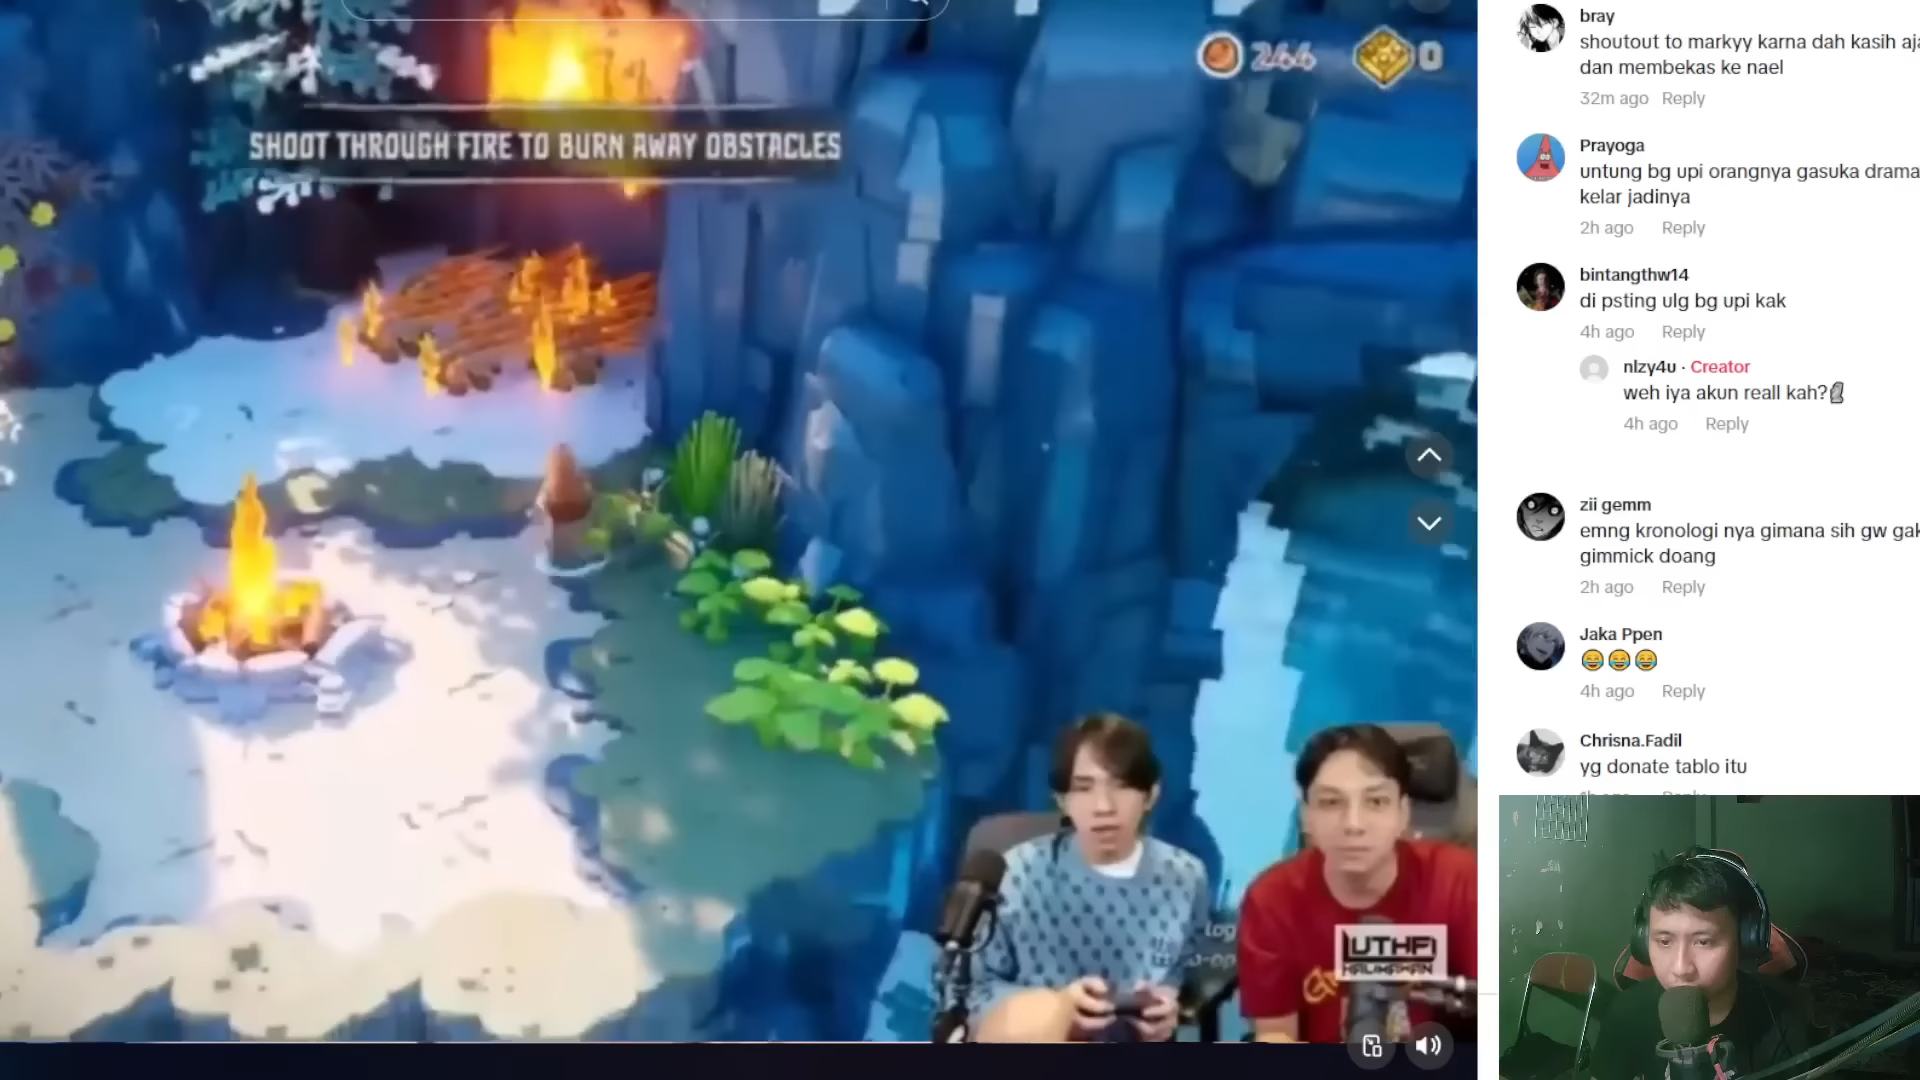 244
0
SHOOT THROUGH FIRE TO BURN AWAY OBSTACLES
LUTHFI
HALIMAWAN
bray
shoutout to markyy karna dah kasih aja
dan membekas ke nael
32m ago Reply
Prayoga
untung bg upi orangnya gasuka drama
kelar jadinya
2h ago Reply
bintangthw14
di psting ulg bg upi kak
4h ago Reply
nlzy4u · Creator
weh iya akun reall kah?🗿
4h ago Reply
zii gemm
emng kronologi nya gimana sih gw gak
gimmick doang
2h ago Reply
Jaka Ppen
😂😂😂
4h ago Reply
Chrisna.Fadil
yg donate tablo itu